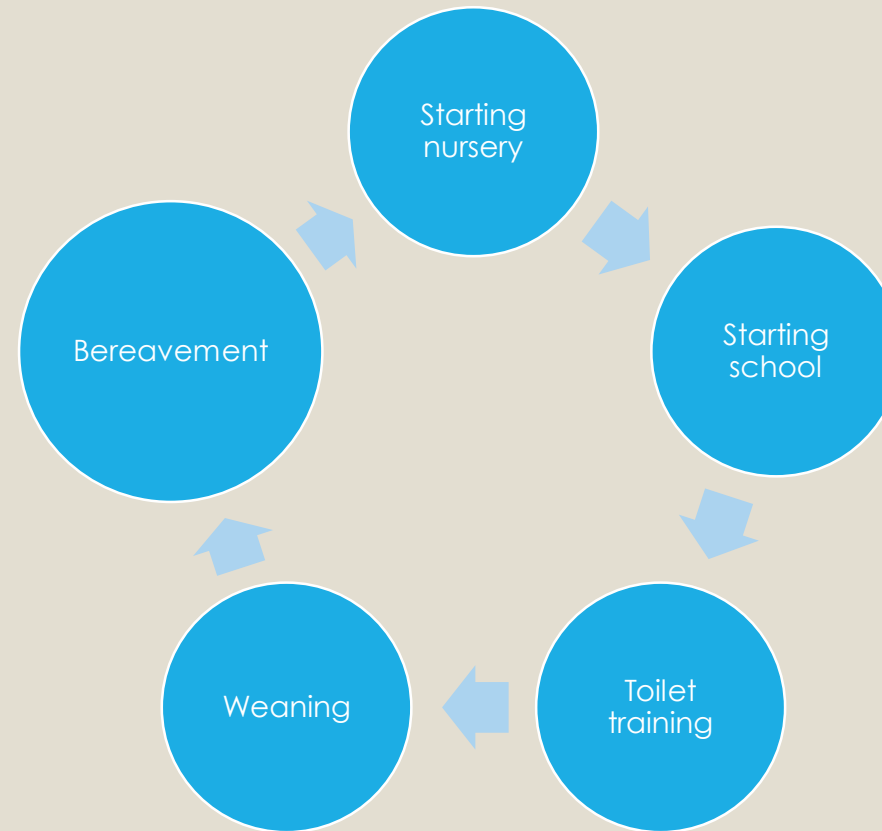 Starting
nursery
Starting
school
Toilet
training
Weaning
Bereavement